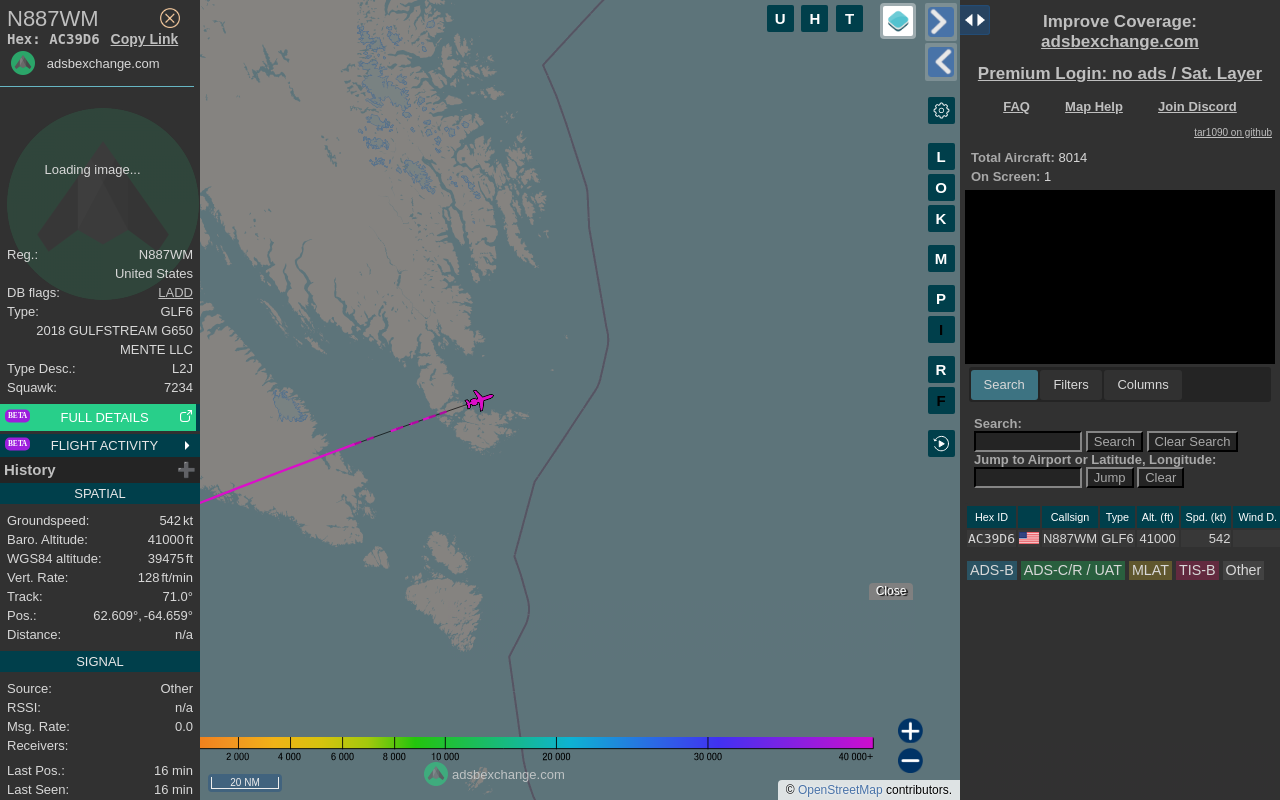 N887WM
Hex: AC39D6 Copy Link
adsbexchange.com
Loading image...
Reg.: N887WM
United States
DB flags: LADD
Type: GLF6
2018 GULFSTREAM G650
MENTE LLC
Type Desc.: L2J
Squawk: 7234
BETA FULL DETAILS
BETA FLIGHT ACTIVITY
History
SPATIAL
Groundspeed: 542 kt
Baro. Altitude: 41000 ft
WGS84 altitude: 39475 ft
Vert. Rate: 128 ft/min
Track: 71.0°
Pos.: 62.609°, -64.659°
Distance: n/a
SIGNAL
Source: Other
RSSI: n/a
Msg. Rate: 0.0
Receivers:
Last Pos.: 16 min
Last Seen: 16 min
U H T
L
O
K
M
P
I
R
F
Close
2 000 4 000 6 000 8 000 10 000 20 000 30 000 40 000+
adsbexchange.com
20 NM
© OpenStreetMap contributors.
Improve Coverage:
adsbexchange.com
Premium Login: no ads / Sat. Layer
FAQ Map Help Join Discord
tar1090 on github
Total Aircraft: 8014
On Screen: 1
Search Filters Columns
Search:
Search Clear Search
Jump to Airport or Latitude, Longitude:
Jump Clear
Hex ID Callsign Type Alt. (ft) Spd. (kt) Wind D.
AC39D6 N887WM GLF6 41000 542
ADS-B ADS-C/R / UAT MLAT TIS-B Other